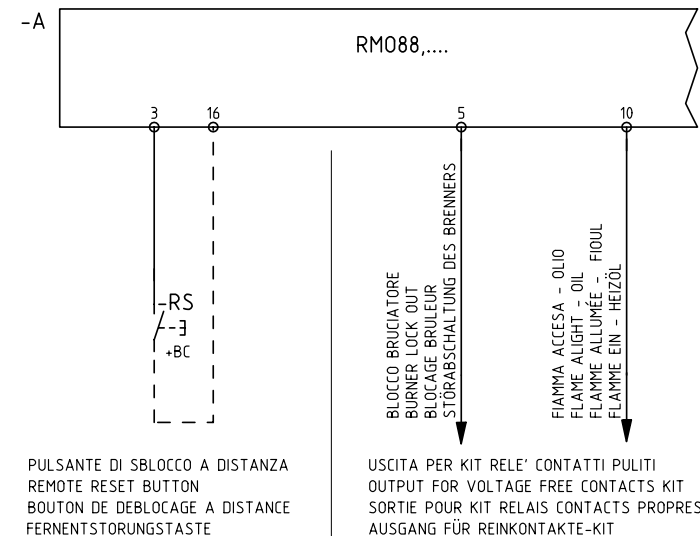 -A
RMO88,....
3
16
5
10
-RS
+BC
BLOCCO BRUCIATORE
BURNER LOCK OUT
BLOCAGE BRULEUR
STÖRABSCHALTUNG DES BRENNERS
FIAMMA ACCESA - OLIO
FLAME ALIGHT - OIL
FLAMME ALLUMÉE - FIOUL
FLAMME EIN - HEIZÖL
PULSANTE DI SBLOCCO A DISTANZA
REMOTE RESET BUTTON
BOUTON DE DEBLOCAGE A DISTANCE
FERNENTSTORUNGSTASTE
USCITA PER KIT RELE' CONTATTI PULITI
OUTPUT FOR VOLTAGE FREE CONTACTS KIT
SORTIE POUR KIT RELAIS CONTACTS PROPRES
AUSGANG FÜR REINKONTAKTE-KIT